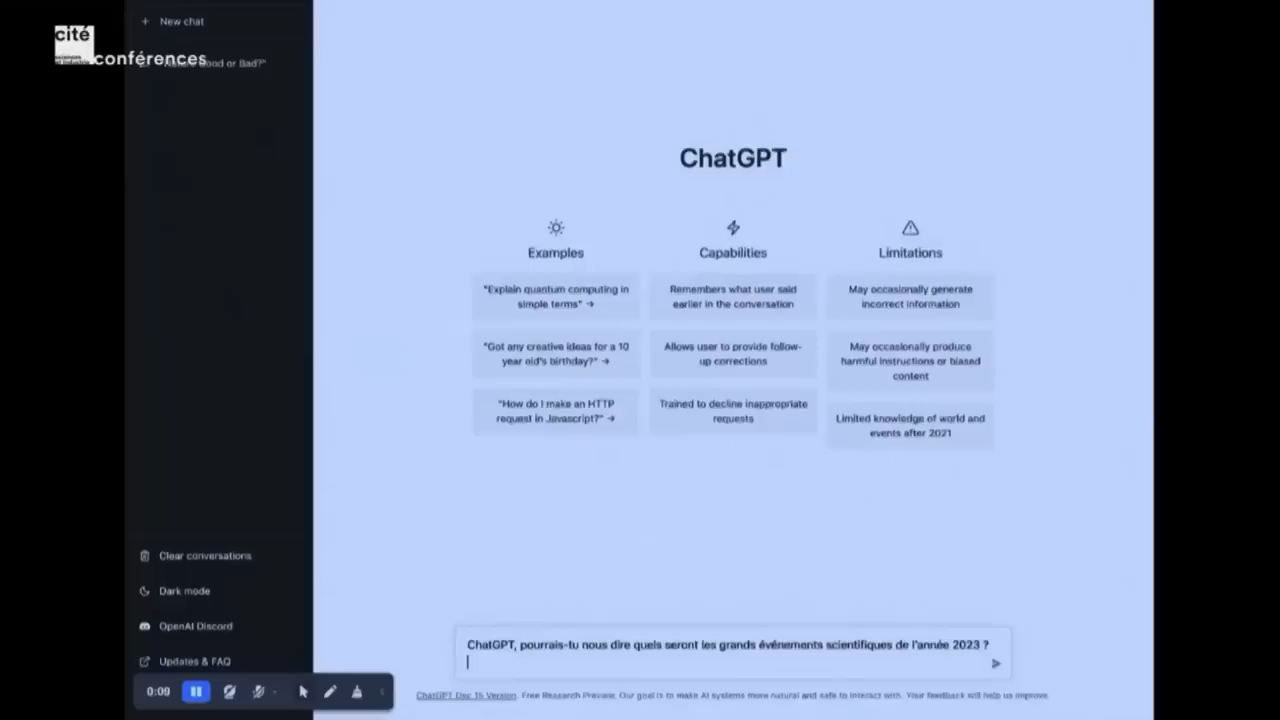 cité
conférences
New chat
Good or Bad?"
ChatGPT
Examples
"Explain quantum computing in
simple terms" →
"Got any creative ideas for a 10
year old's birthday?" →
"How do I make an HTTP
request in Javascript?" →
Capabilities
Remembers what user said
earlier in the conversation
Allows user to provide follow-
up corrections
Trained to decline inappropriate
requests
Limitations
May occasionally generate
incorrect information
May occasionally produce
harmful instructions or biased
content
Limited knowledge of world and
events after 2021
Clear conversations
Dark mode
OpenAI Discord
Updates & FAQ
0:09
ChatGPT, pourrais-tu nous dire quels seront les grands événements scientifiques de l'année 2023 ?
ChatGPT Dec 15 Version. Free Research Preview. Our goal is to make AI systems more natural and safe to interact with. Your feedback will help us improve.